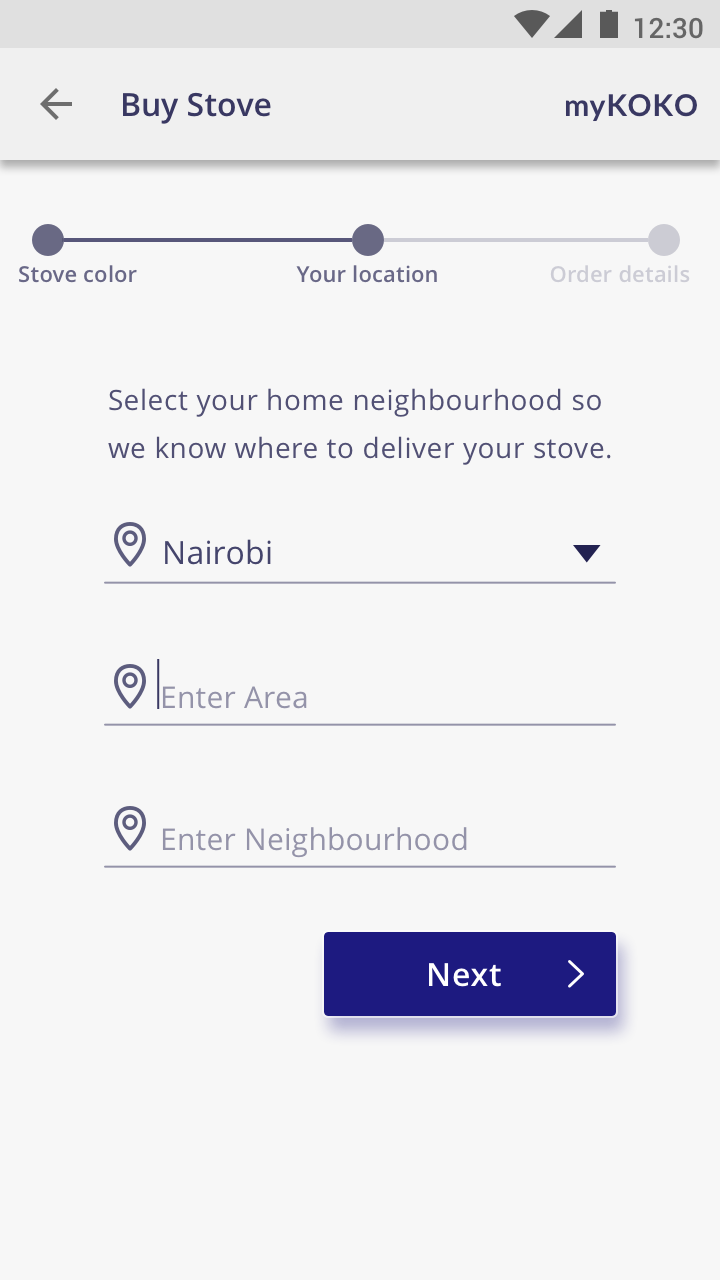 12:30
Buy Stove
myKOKO
Stove color
Your location
Order details
Select your home neighbourhood so
we know where to deliver your stove.
Nairobi
Enter Area
Enter Neighbourhood
Next